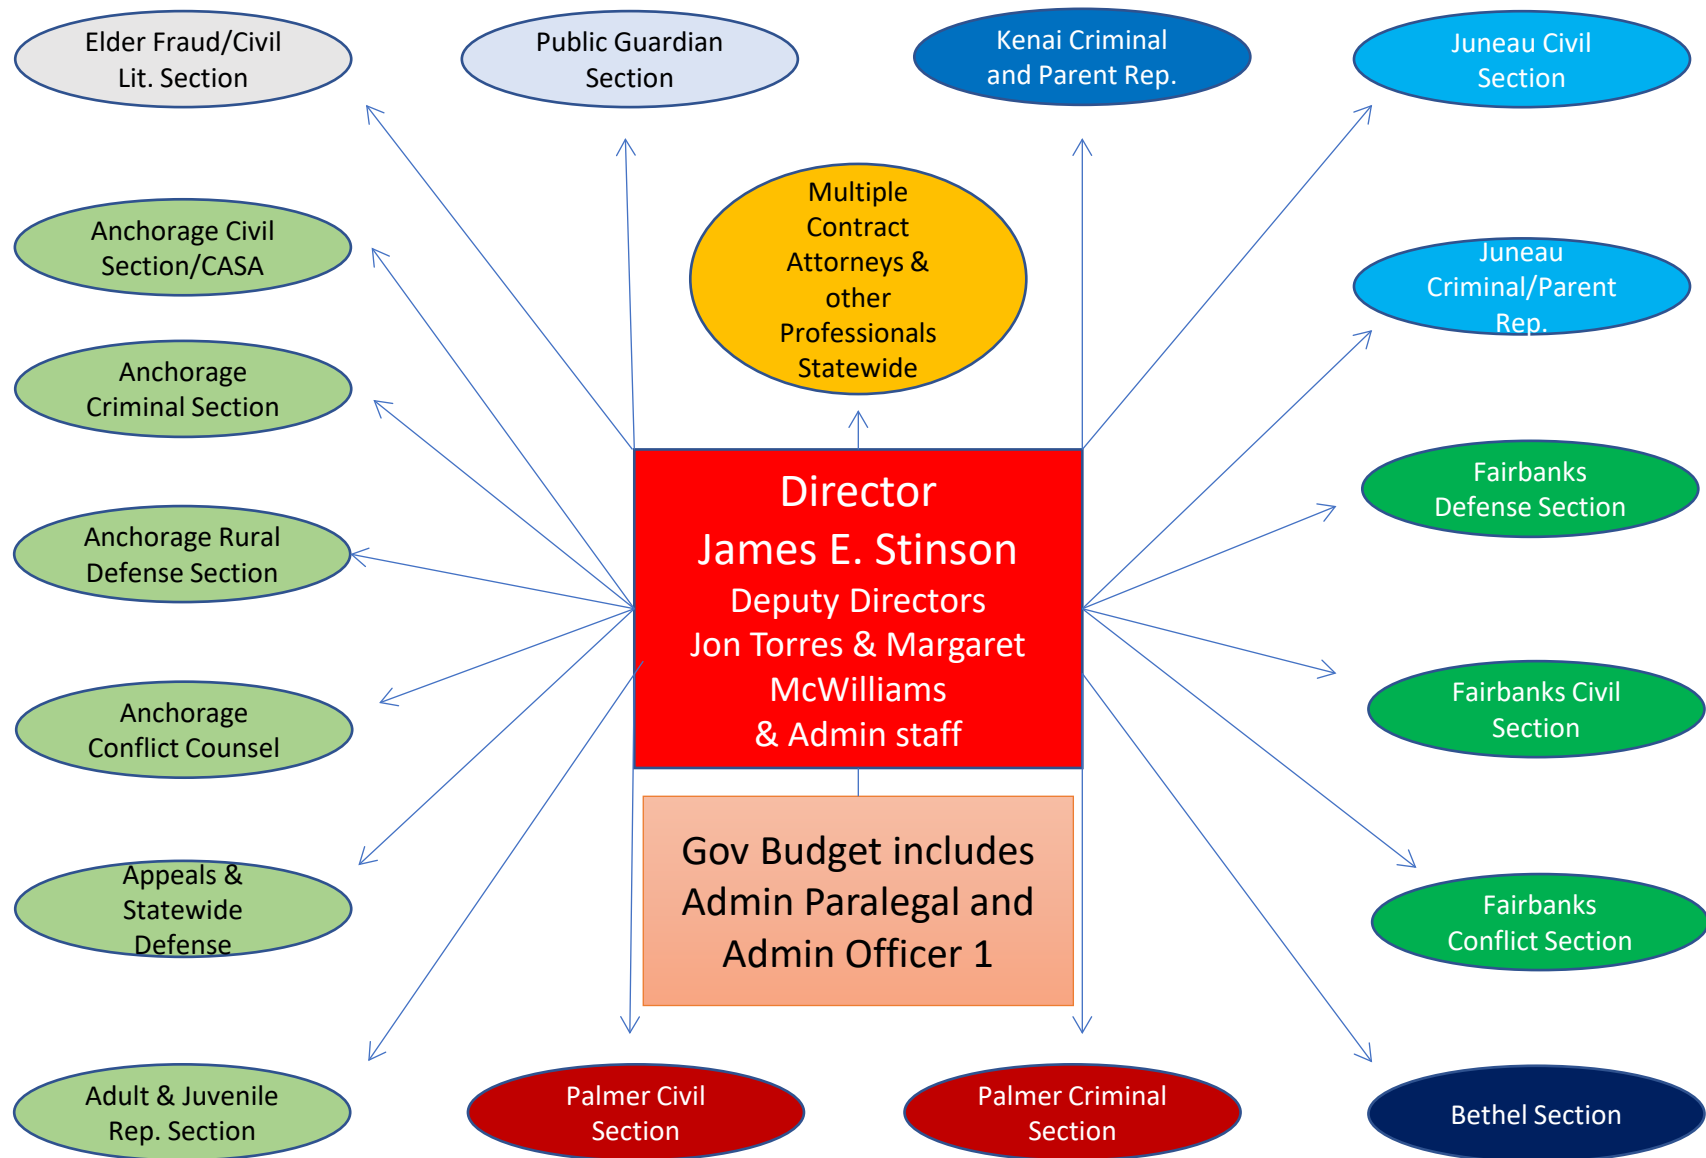 Elder Fraud/Civil
Lit. Section
Public Guardian
Section
Kenai Criminal
and Parent Rep.
Juneau Civil
Section
Anchorage Civil
Section/CASA
Multiple
Contract
Attorneys &
other
Professionals
Statewide
Juneau
Criminal/Parent
Rep.
Anchorage
Criminal Section
Director
James E. Stinson
Deputy Directors
Jon Torres & Margaret
McWilliams
& Admin staff
Fairbanks
Defense Section
Anchorage Rural
Defense Section
Fairbanks Civil
Section
Anchorage
Conflict Counsel
Gov Budget includes
Admin Paralegal and
Admin Officer 1
Appeals &
Statewide
Defense
Fairbanks
Conflict Section
Adult & Juvenile
Rep. Section
Palmer Civil
Section
Palmer Criminal
Section
Bethel Section